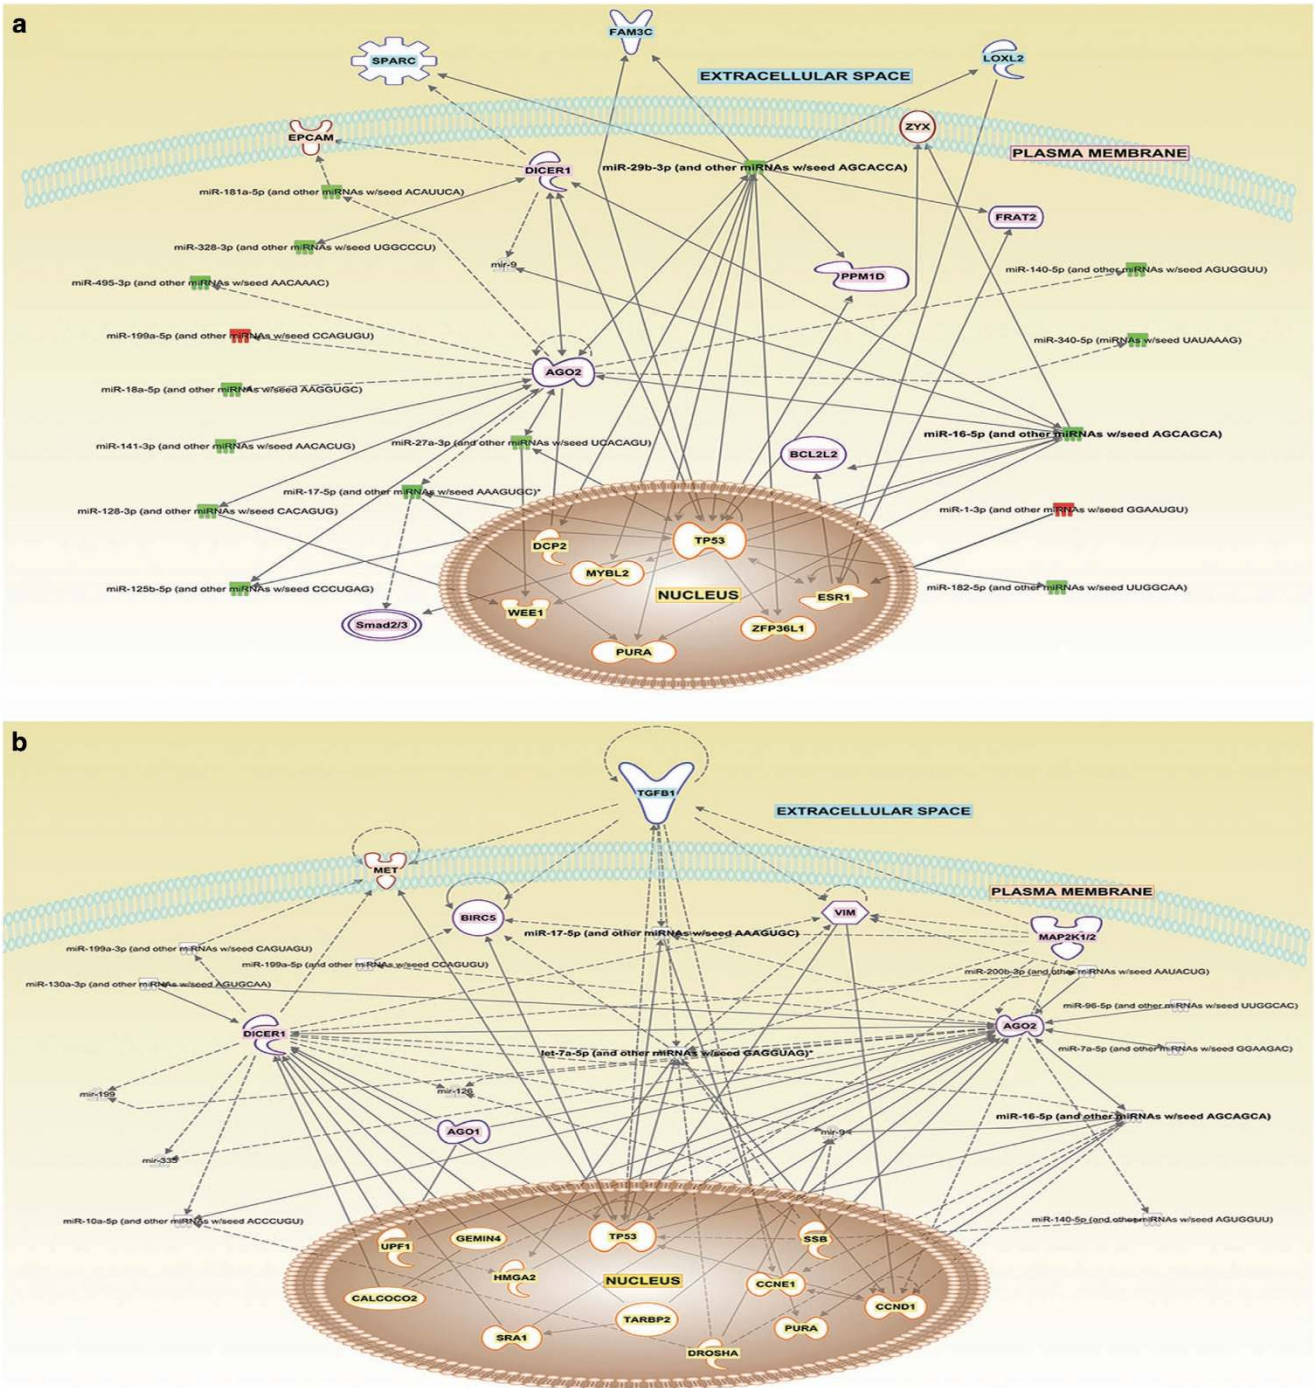 a
FAM3C
SPARC
LOXL2
EXTRACELLULAR SPACE
ZYX
EPCAM
PLASMA MEMBRANE
DICER1
miR-29b-3p (and other miRNAs w/seed AGCACCA)
miR-181a-5p (and other miRNAs w/seed ACAUUCA)
FRAT2
miR-328-3p (and other miRNAs w/seed UGGCCCU)
mir-9
PPM1D
miR-140-5p (and other miRNAs w/seed AGUGGUU)
miR-495-3p (and other miRNAs w/seed AACAAAC)
miR-199a-5p (and other miRNAs w/seed CCAGUGU)
miR-340-5p (miRNAs w/seed UAUAAAG)
AGO2
miR-18a-5p (and other miRNAs w/seed AAGGUGC)
miR-16-5p (and other miRNAs w/seed AGCAGCA)
miR-141-3p (and other miRNAs w/seed AACACUG)
miR-27a-3p (and other miRNAs w/seed UCACAGU)
BCL2L2
miR-17-5p (and other miRNAs w/seed AAAGUGC)*
miR-128-3p (and other miRNAs w/seed CACAGUG)
miR-1-3p (and other miRNAs w/seed GGAAUGU)
TP53
DCP2
MYBL2
miR-125b-5p (and other miRNAs w/seed CCCUGAG)
NUCLEUS
ESR1
miR-182-5p (and other miRNAs w/seed UUGGCAA)
WEE1
Smad2/3
ZFP36L1
PURA
b
TGFB1
EXTRACELLULAR SPACE
MET
PLASMA MEMBRANE
BIRC5
VIM
miR-17-5p (and other miRNAs w/seed AAAGUGC)
MAP2K1/2
miR-199a-3p (and other miRNAs w/seed CAGUAGU)
miR-199a-5p (and other miRNAs w/seed CCAGUGU)
miR-200b-3p (and other miRNAs w/seed AAUACUG)
miR-130a-3p (and other miRNAs w/seed AGUGCAA)
miR-96-5p (and other miRNAs w/seed UUGGCAC)
DICER1
AGO2
let-7a-5p (and other miRNAs w/seed GAGGUAG)*
miR-7a-5p (and other miRNAs w/seed GGAAGAC)
mir-199
mir-126
miR-16-5p (and other miRNAs w/seed AGCAGCA)
AGO1
mir-9
mir-335
miR-10a-5p (and other miRNAs w/seed ACCCUGU)
miR-140-5p (and other miRNAs w/seed AGUGGUU)
UPF1
GEMIN4
TP53
SSB
HMGA2
NUCLEUS
CCNE1
CALCOCO2
CCND1
TARBP2
SRA1
PURA
DROSHA